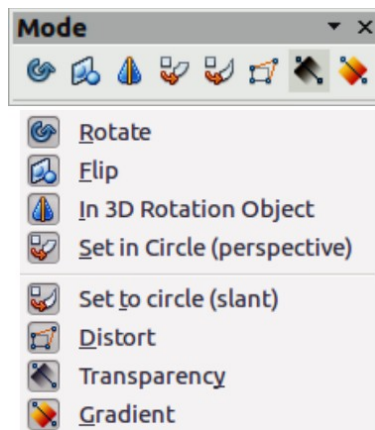 Mode
Rotate
Flip
In 3D Rotation Object
Set in Circle (perspective)
Set to circle (slant)
Distort
Transparency
Gradient